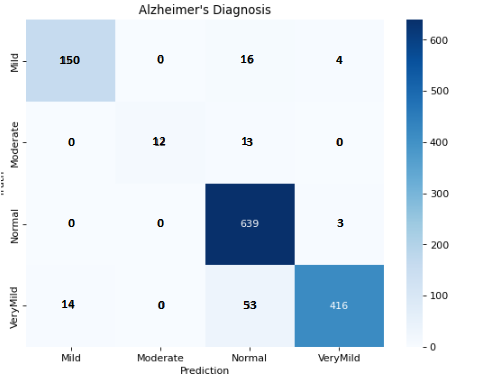 Alzheimer's Diagnosis
Mild 150 0 16 4
Moderate 0 12 0
Normal 0 0 639 3
VeryMild 14 0 53 416
Mild Moderate Normal VeryMild
Prediction
600
500
400
300
200
100
0